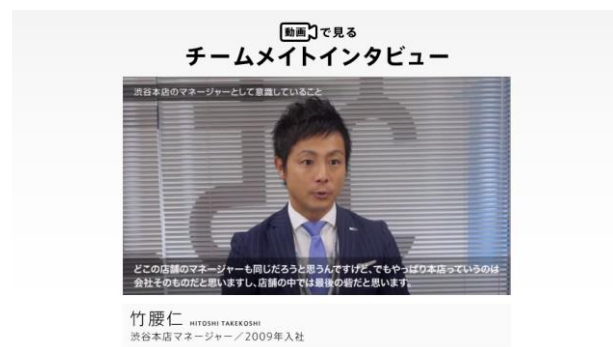 動画で見る
チームメイトインタビュー
渋谷本店のマネージャーとして意識していること
どこの店舗のマネージャーも同じだろうと思うんですけど、でもやっぱり本店っていうのは
会社そのものだと思いますし、店舗の中では最後の砦だと思います。
竹腰仁 HITOSHI TAKEKOSHI
渋谷本店マネージャー／2009年入社